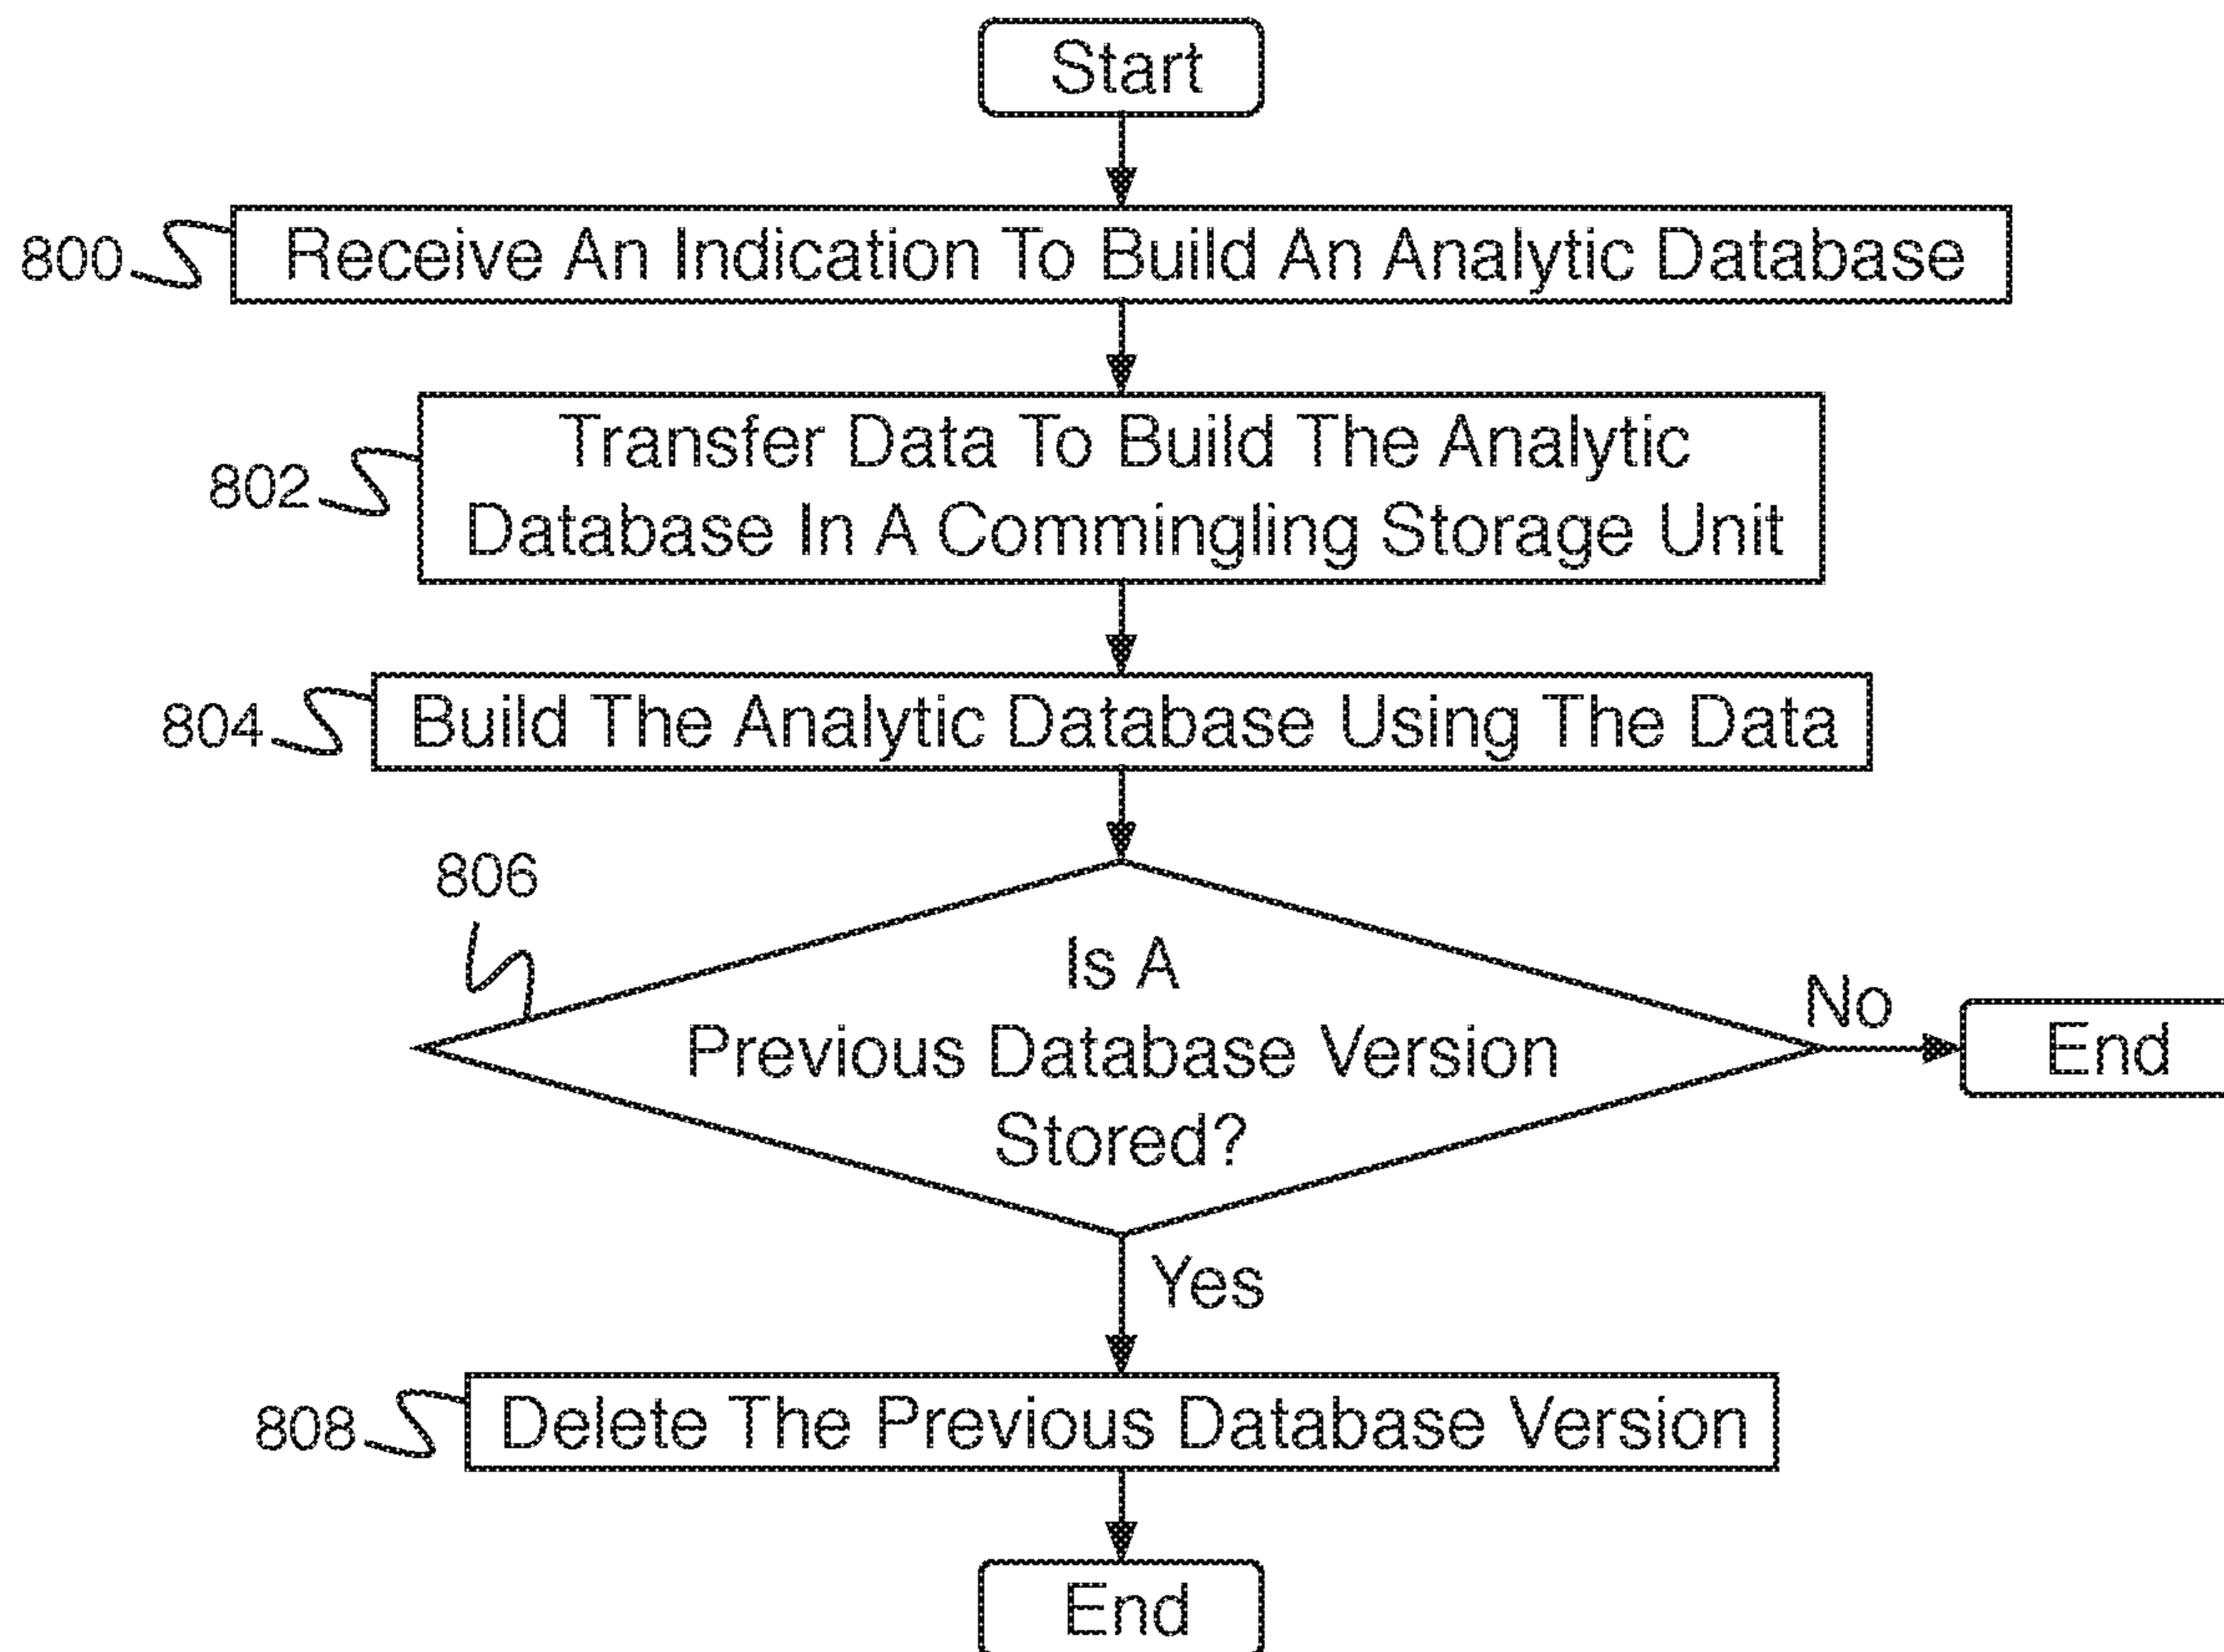 Start
800
Receive An Indication To Build An Analytic Database
802
Transfer Data To Build The Analytic
Database In A Commingling Storage Unit
804
Build The Analytic Database Using The Data
806
Is A
Previous Database Version
Stored?
No
End
Yes
808
Delete The Previous Database Version
End